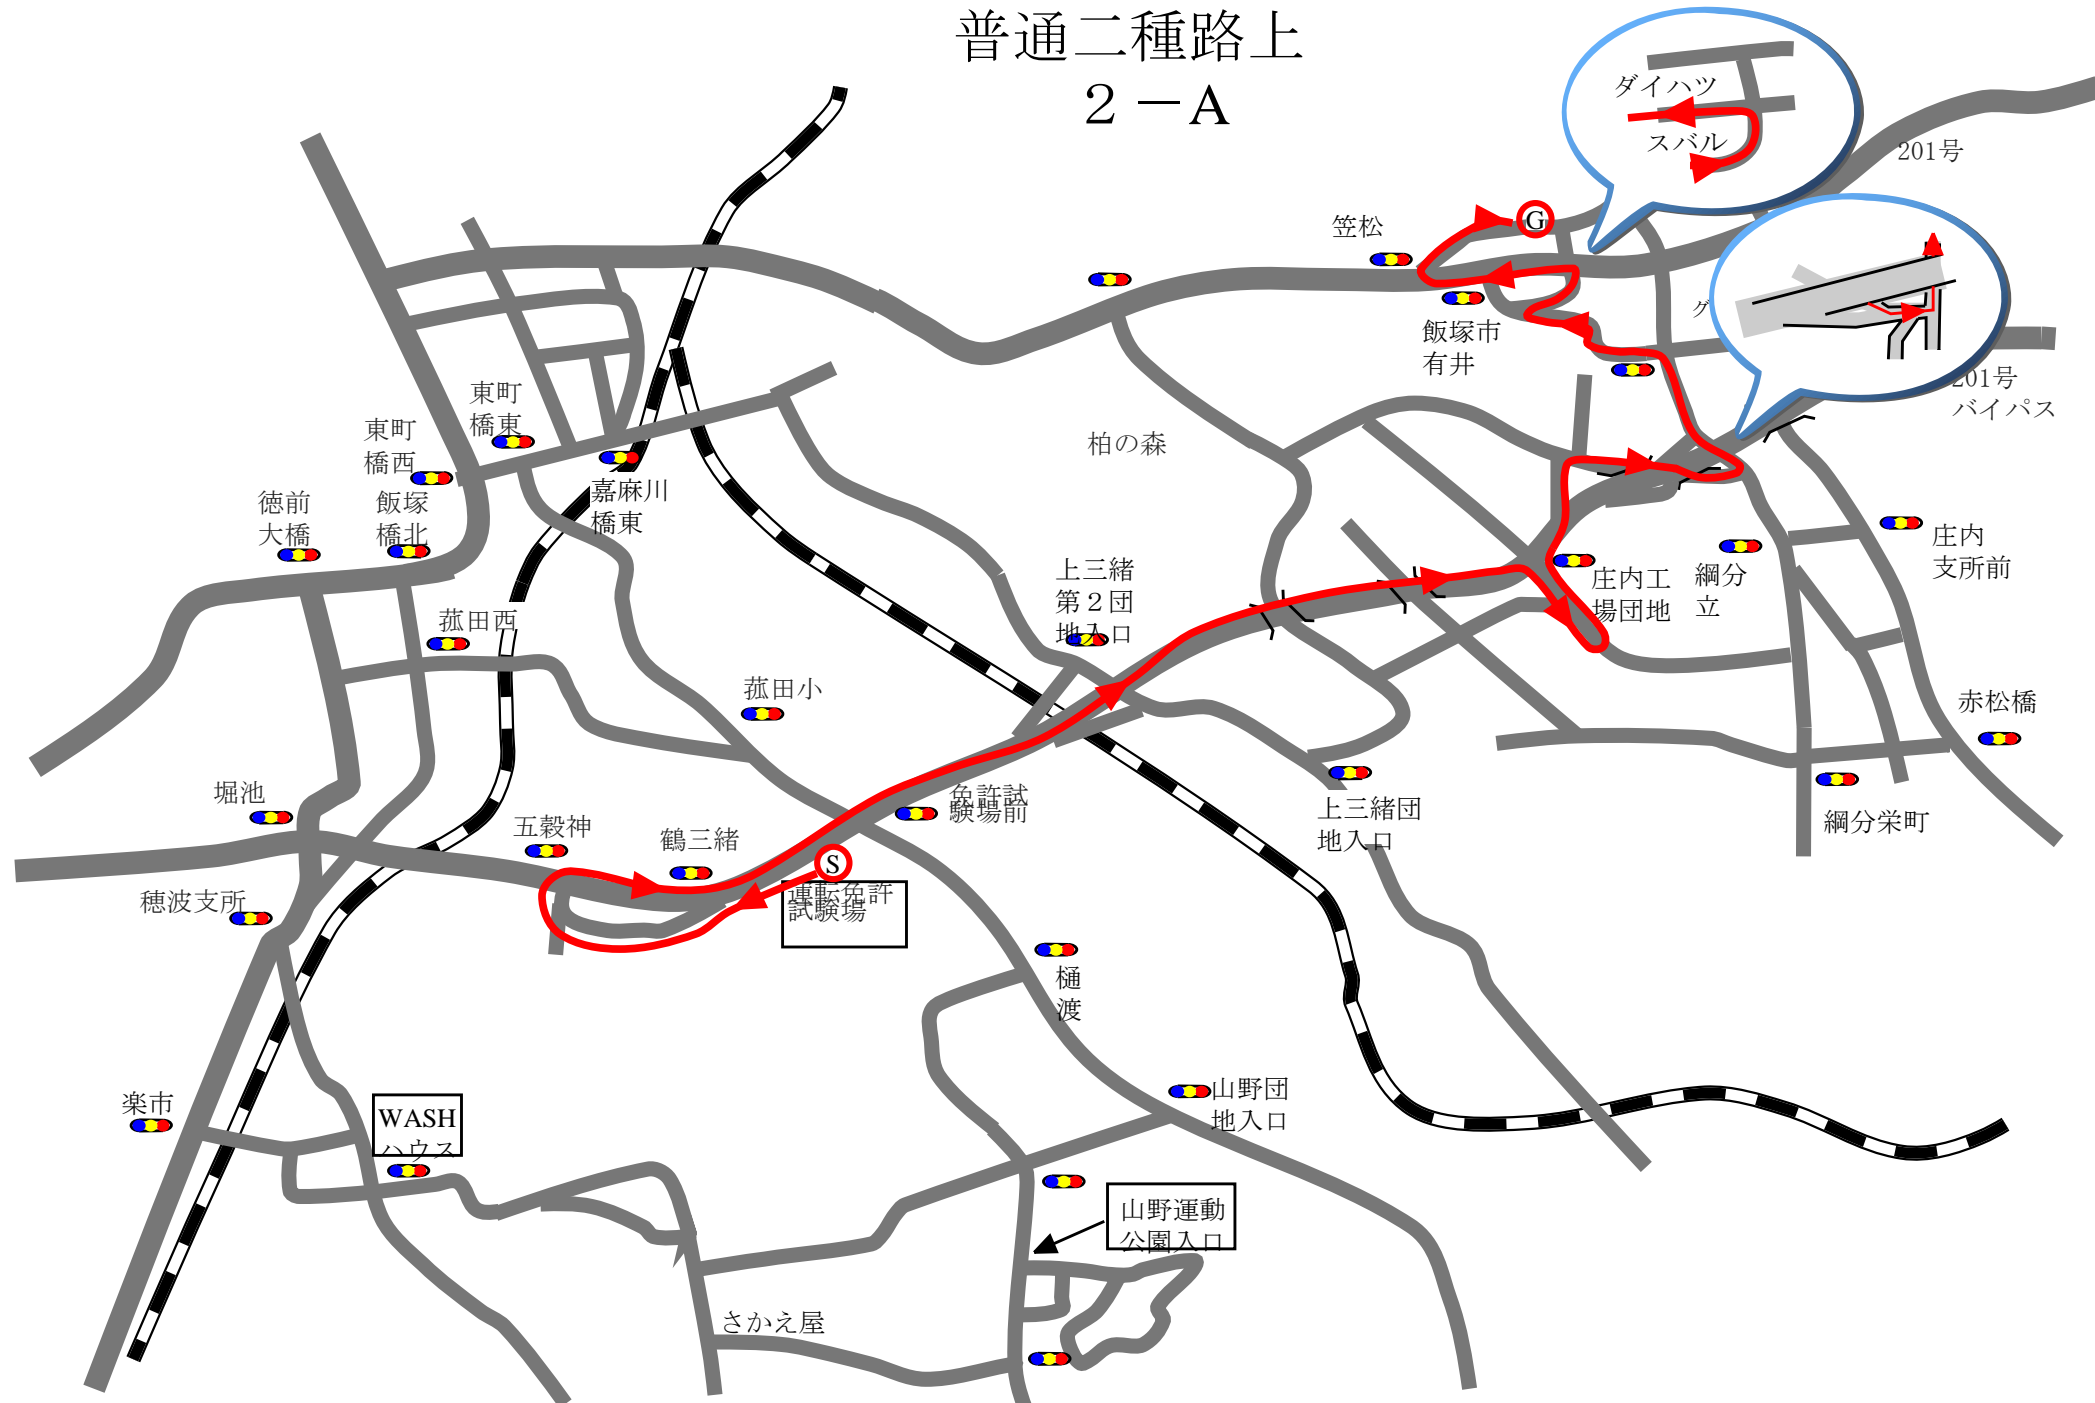 普通二種路上
２－A
ダイハツ
スバル
201号
笠松
G
飯塚市
有井
グ
201号
バイパス
東町
橋東
東町
橋西
柏の森
徳前
大橋
飯塚
橋北
嘉麻川
橋東
庄内
支所前
上三緒
第２団
地入口
庄内工
場団地
綱分
立
菰田西
菰田小
赤松橋
堀池
五穀神
鶴三緒
免許試
験場前
上三緒団
地入口
綱分栄町
S
運転免許
試験場
穂波支所
樋
渡
楽市
WASH
ハウス
山野団
地入口
山野運動
公園入口
さかえ屋